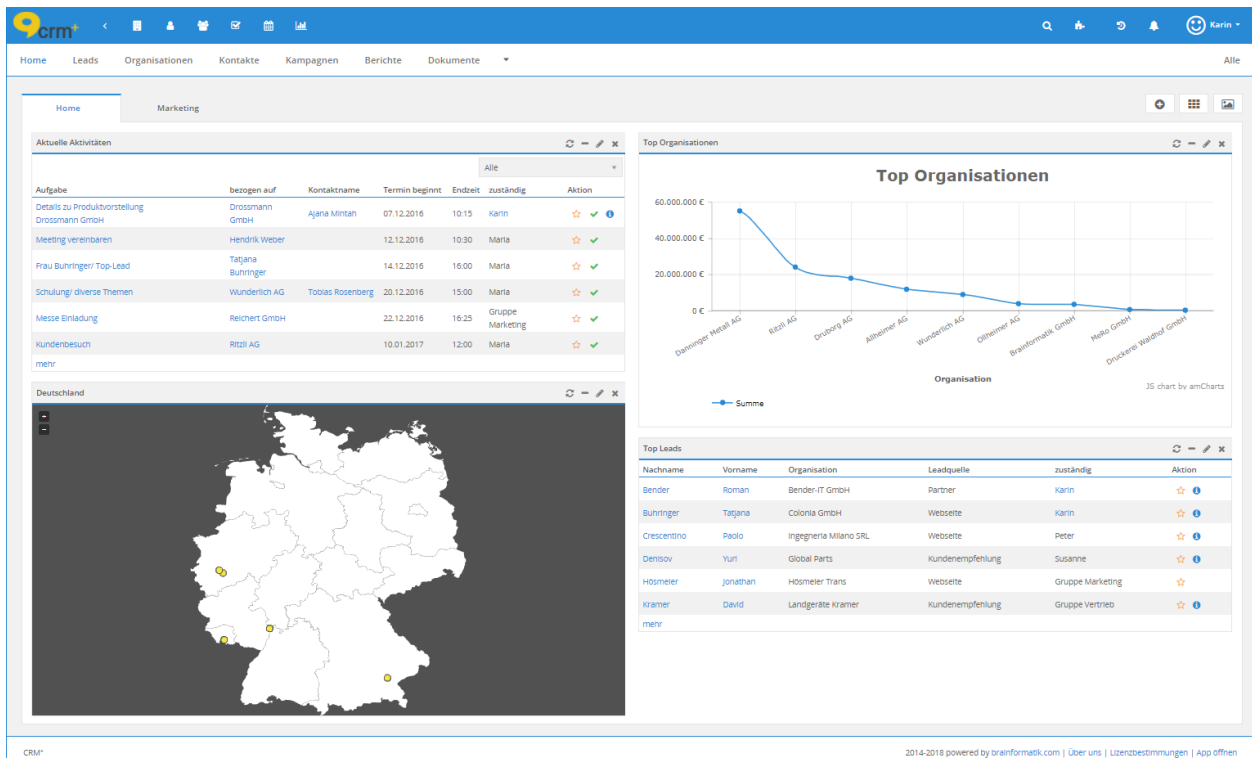 crm+
Karin
Home Leads Organisationen Kontakte Kampagnen Berichte Dokumente Alle
Home Marketing
Aktuelle Aktivitäten
Alle
Aufgabe bezogen auf Kontaktname Termin beginnt Endzeit zuständig Aktion
Details zu Produktvorstellung Drossmann
Drossmann GmbH GmbH Ajana Mintah 07.12.2016 10:15 Karin
Meeting vereinbaren Hendrik Weber 12.12.2016 10:30 Maria
Frau Buhringer/ Top-Lead Tatjana
Buhringer 14.12.2016 16:00 Maria
Schulung/ diverse Themen Wunderlich AG Tobias Rosenberg 20.12.2016 15:00 Maria
Messe Einladung Reichert GmbH 22.12.2016 16:25 Gruppe
Marketing
Kundenbesuch Ritzli AG 10.01.2017 12:00 Maria
mehr
Deutschland
Top Organisationen
Top Organisationen
60.000.000 €
40.000.000 €
20.000.000 €
0 €
Danninger Metall AG
Ritzli AG
Druborg AG
Allheimer AG
Wunderlich AG
Ollheimer AG
Brainformatik GmbH
MeRo GmbH
Druckerei Waldhof GmbH
Organisation
JS chart by amCharts
Summe
Top Leads
Nachname Vorname Organisation Leadquelle zuständig Aktion
Bender Roman Bender-IT GmbH Partner Karin
Buhringer Tatjana Colonia GmbH Webseite Karin
Crescentino Paolo Ingegneria Milano SRL Webseite Peter
Denisov Yuri Global Parts Kundenempfehlung Susanne
Hösmeier Jonathan Hösmeier Trans Webseite Gruppe Marketing
Kramer David Landgeräte Kramer Kundenempfehlung Gruppe Vertrieb
mehr
CRM+ 2014-2018 powered by brainformatik.com | Über uns | Lizenzbestimmungen | App öffnen